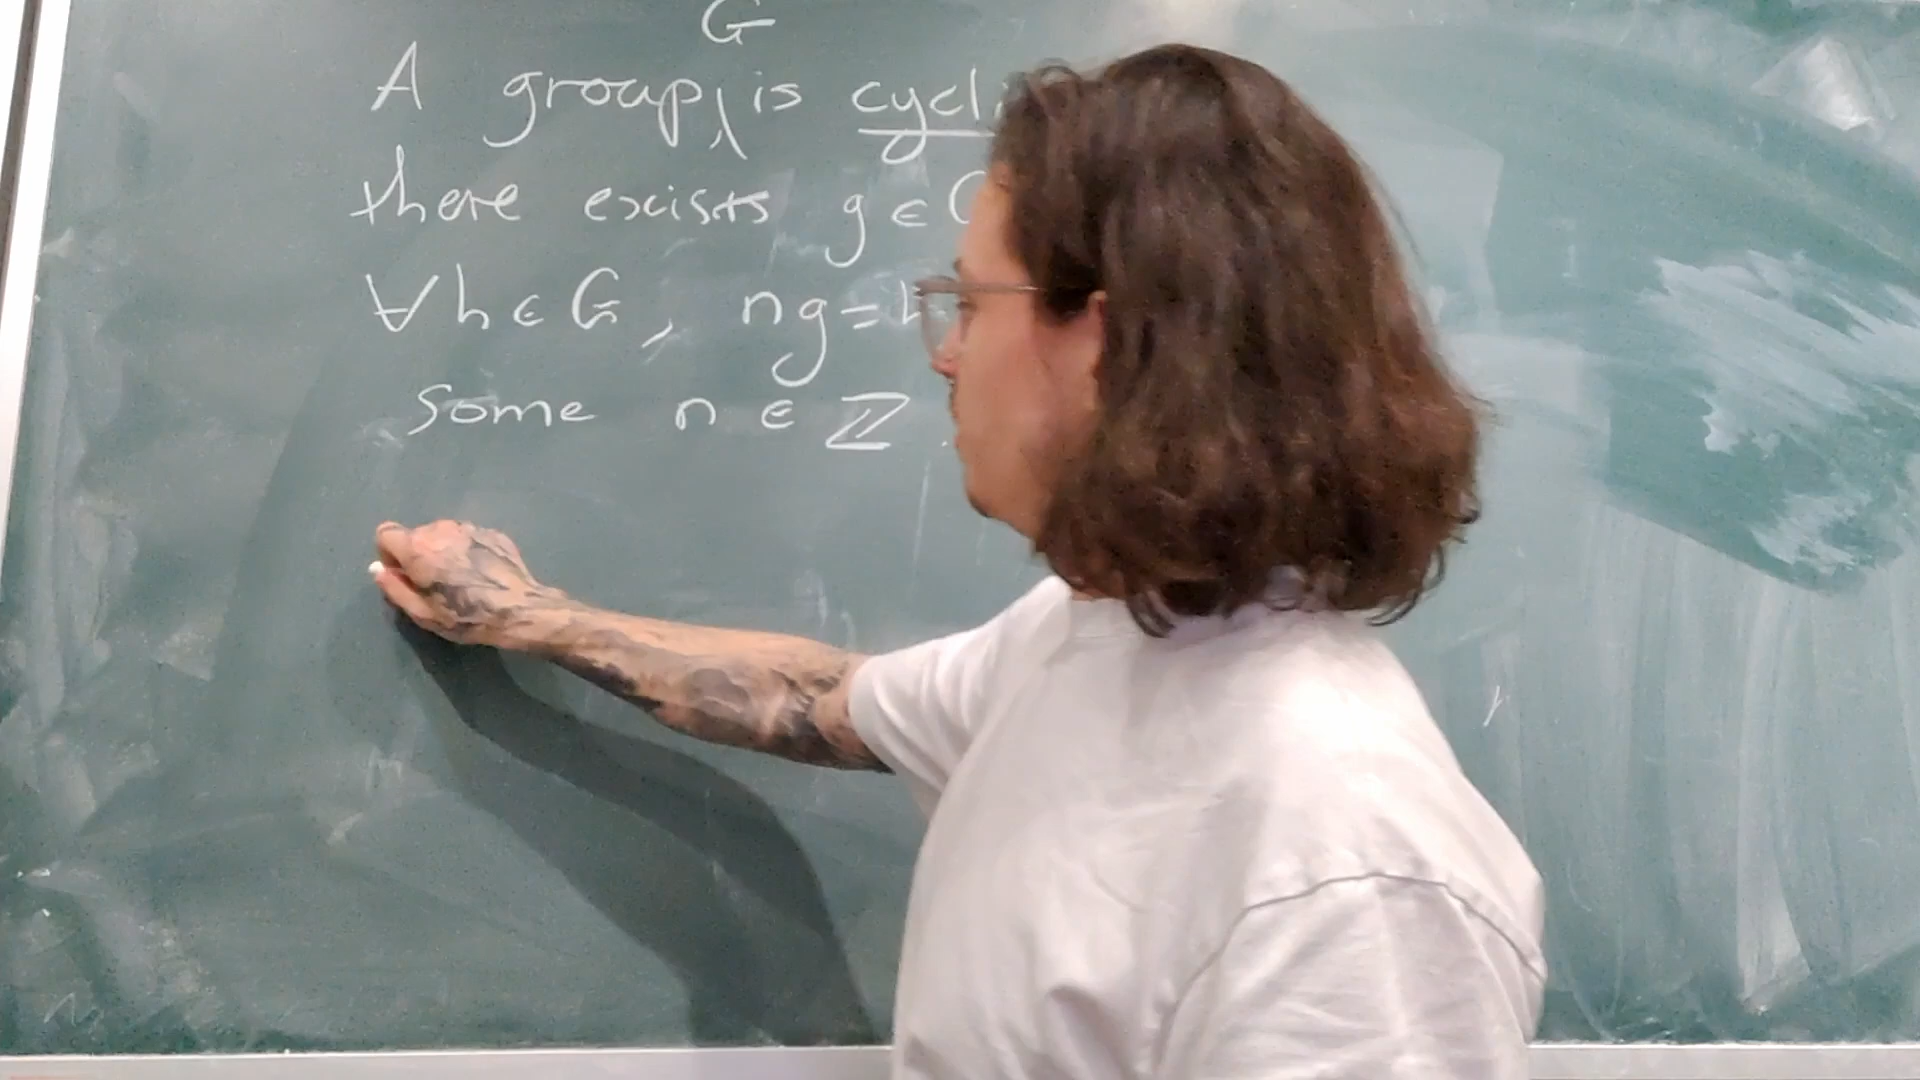 G
A group is cycl
there exists g ∈ G
∀h∈G, ng=h
some n ∈ ℤ.